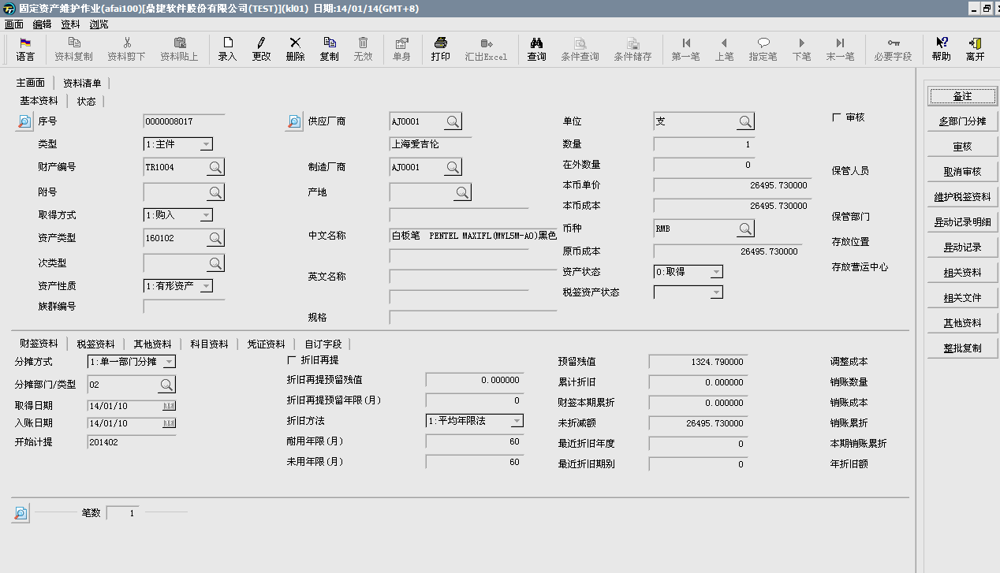 固定资产维护作业(afai100)[鼎捷软件股份有限公司(TEST)](kl01) 日期:14/01/14(GMT+8)
画面 编辑 资料 浏览
语言 资料复制 资料剪下 资料贴上 录入 更改 删除 复制 无效 单身 打印 汇出Excel 查询 条件查询 条件储存 第一笔 上笔 指定笔 下笔 末一笔 必要字段 帮助 离开
主画面 资料清单
基本资料 状态
序号 0000008017
类型 1:主件
财产编号 TR1004
附号
取得方式 1:购入
资产类型 160102
次类型
资产性质 1:有形资产
族群编号
供应厂商 AJ0001
上海爱吉伦
制造厂商 AJ0001
产地
中文名称 白板笔 PENTEL MAXIFL(MWL5M-AO)黑色
英文名称
规格
单位 支
数量 1
在外数量 0
本币单价 26495.730000
本币成本 26495.730000
币种 RMB
原币成本 26495.730000
资产状态 0:取得
税签资产状态
审核
保管人员
保管部门
存放位置
存放营运中心
财签资料 税签资料 其他资料 科目资料 凭证资料 自订字段
分摊方式 1:单一部门分摊
分摊部门/类型 02
取得日期 14/01/10
入账日期 14/01/10
开始计提 201402
折旧再提
折旧再提预留残值 0.000000
折旧再提预留年限(月) 0
折旧方法 1:平均年限法
耐用年限(月) 60
未用年限(月) 60
预留残值 1324.790000
累计折旧 0.000000
财签本期累折 0.000000
未折减额 26495.730000
最近折旧年度 0
最近折旧期别 0
调整成本
销账数量
销账成本
销账累折
本期销账累折
年折旧额
笔数 1
备注
多部门分摊
审核
取消审核
维护税签资料
异动记录明细
异动记录
相关资料
相关文件
其他资料
整批复制